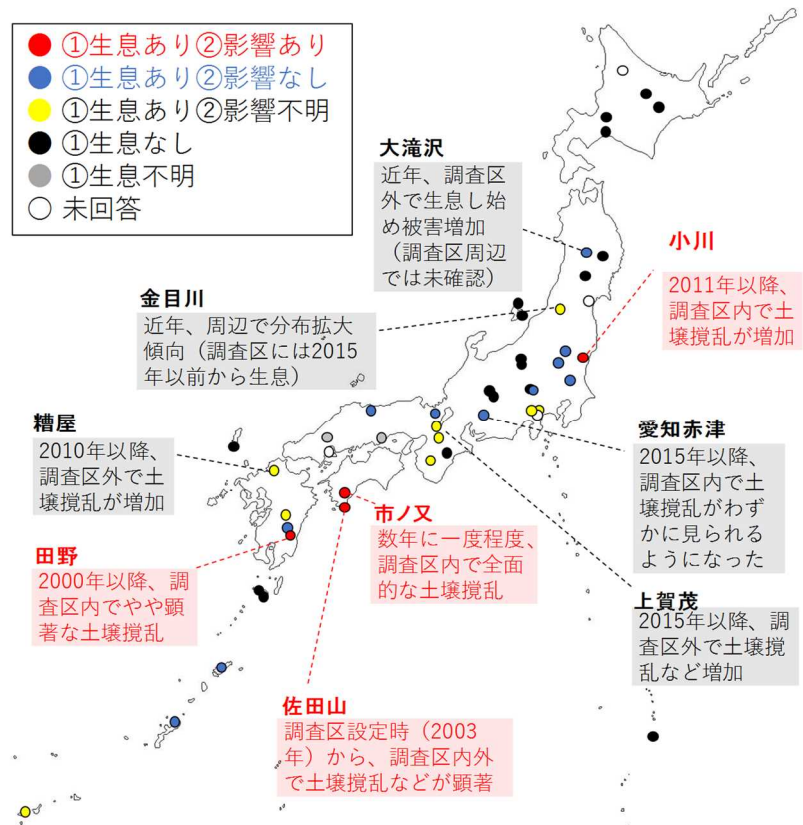 ①生息あり②影響あり
①生息あり②影響なし
①生息あり②影響不明
①生息なし
①生息不明
未回答
大滝沢
近年、調査区
外で生息し始
め被害増加
（調査区周辺
では未確認）
小川
2011年以降、
調査区内で土
壌撹乱が増加
金目川
近年、周辺で分布拡大
傾向（調査区には2015
年以前から生息）
糟屋
2010年以降、
調査区外で土
壌撹乱が増加
愛知赤津
2015年以降、
調査区内で土
壌撹乱がわず
かに見られる
ようになった
市ノ又
数年に一度程度、
調査区内で全面
的な土壌撹乱
田野
2000年以降、調
査区内でやや顕
著な土壌撹乱
上賀茂
2015年以降、調
査区外で土壌撹
乱など増加
佐田山
調査区設定時（2003
年）から、調査区内外
で土壌撹乱などが顕著